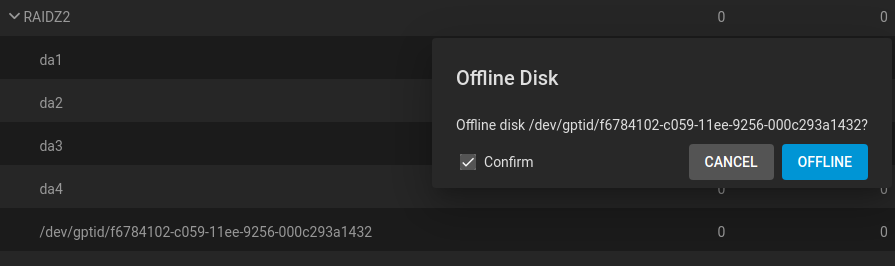 RAIDZ2 0 0
da1
Offline Disk
da2
Offline disk /dev/gptid/f6784102-c059-11ee-9256-000c293a1432?
da3
Confirm CANCEL OFFLINE
da4 0 0
/dev/gptid/f6784102-c059-11ee-9256-000c293a1432 0 0